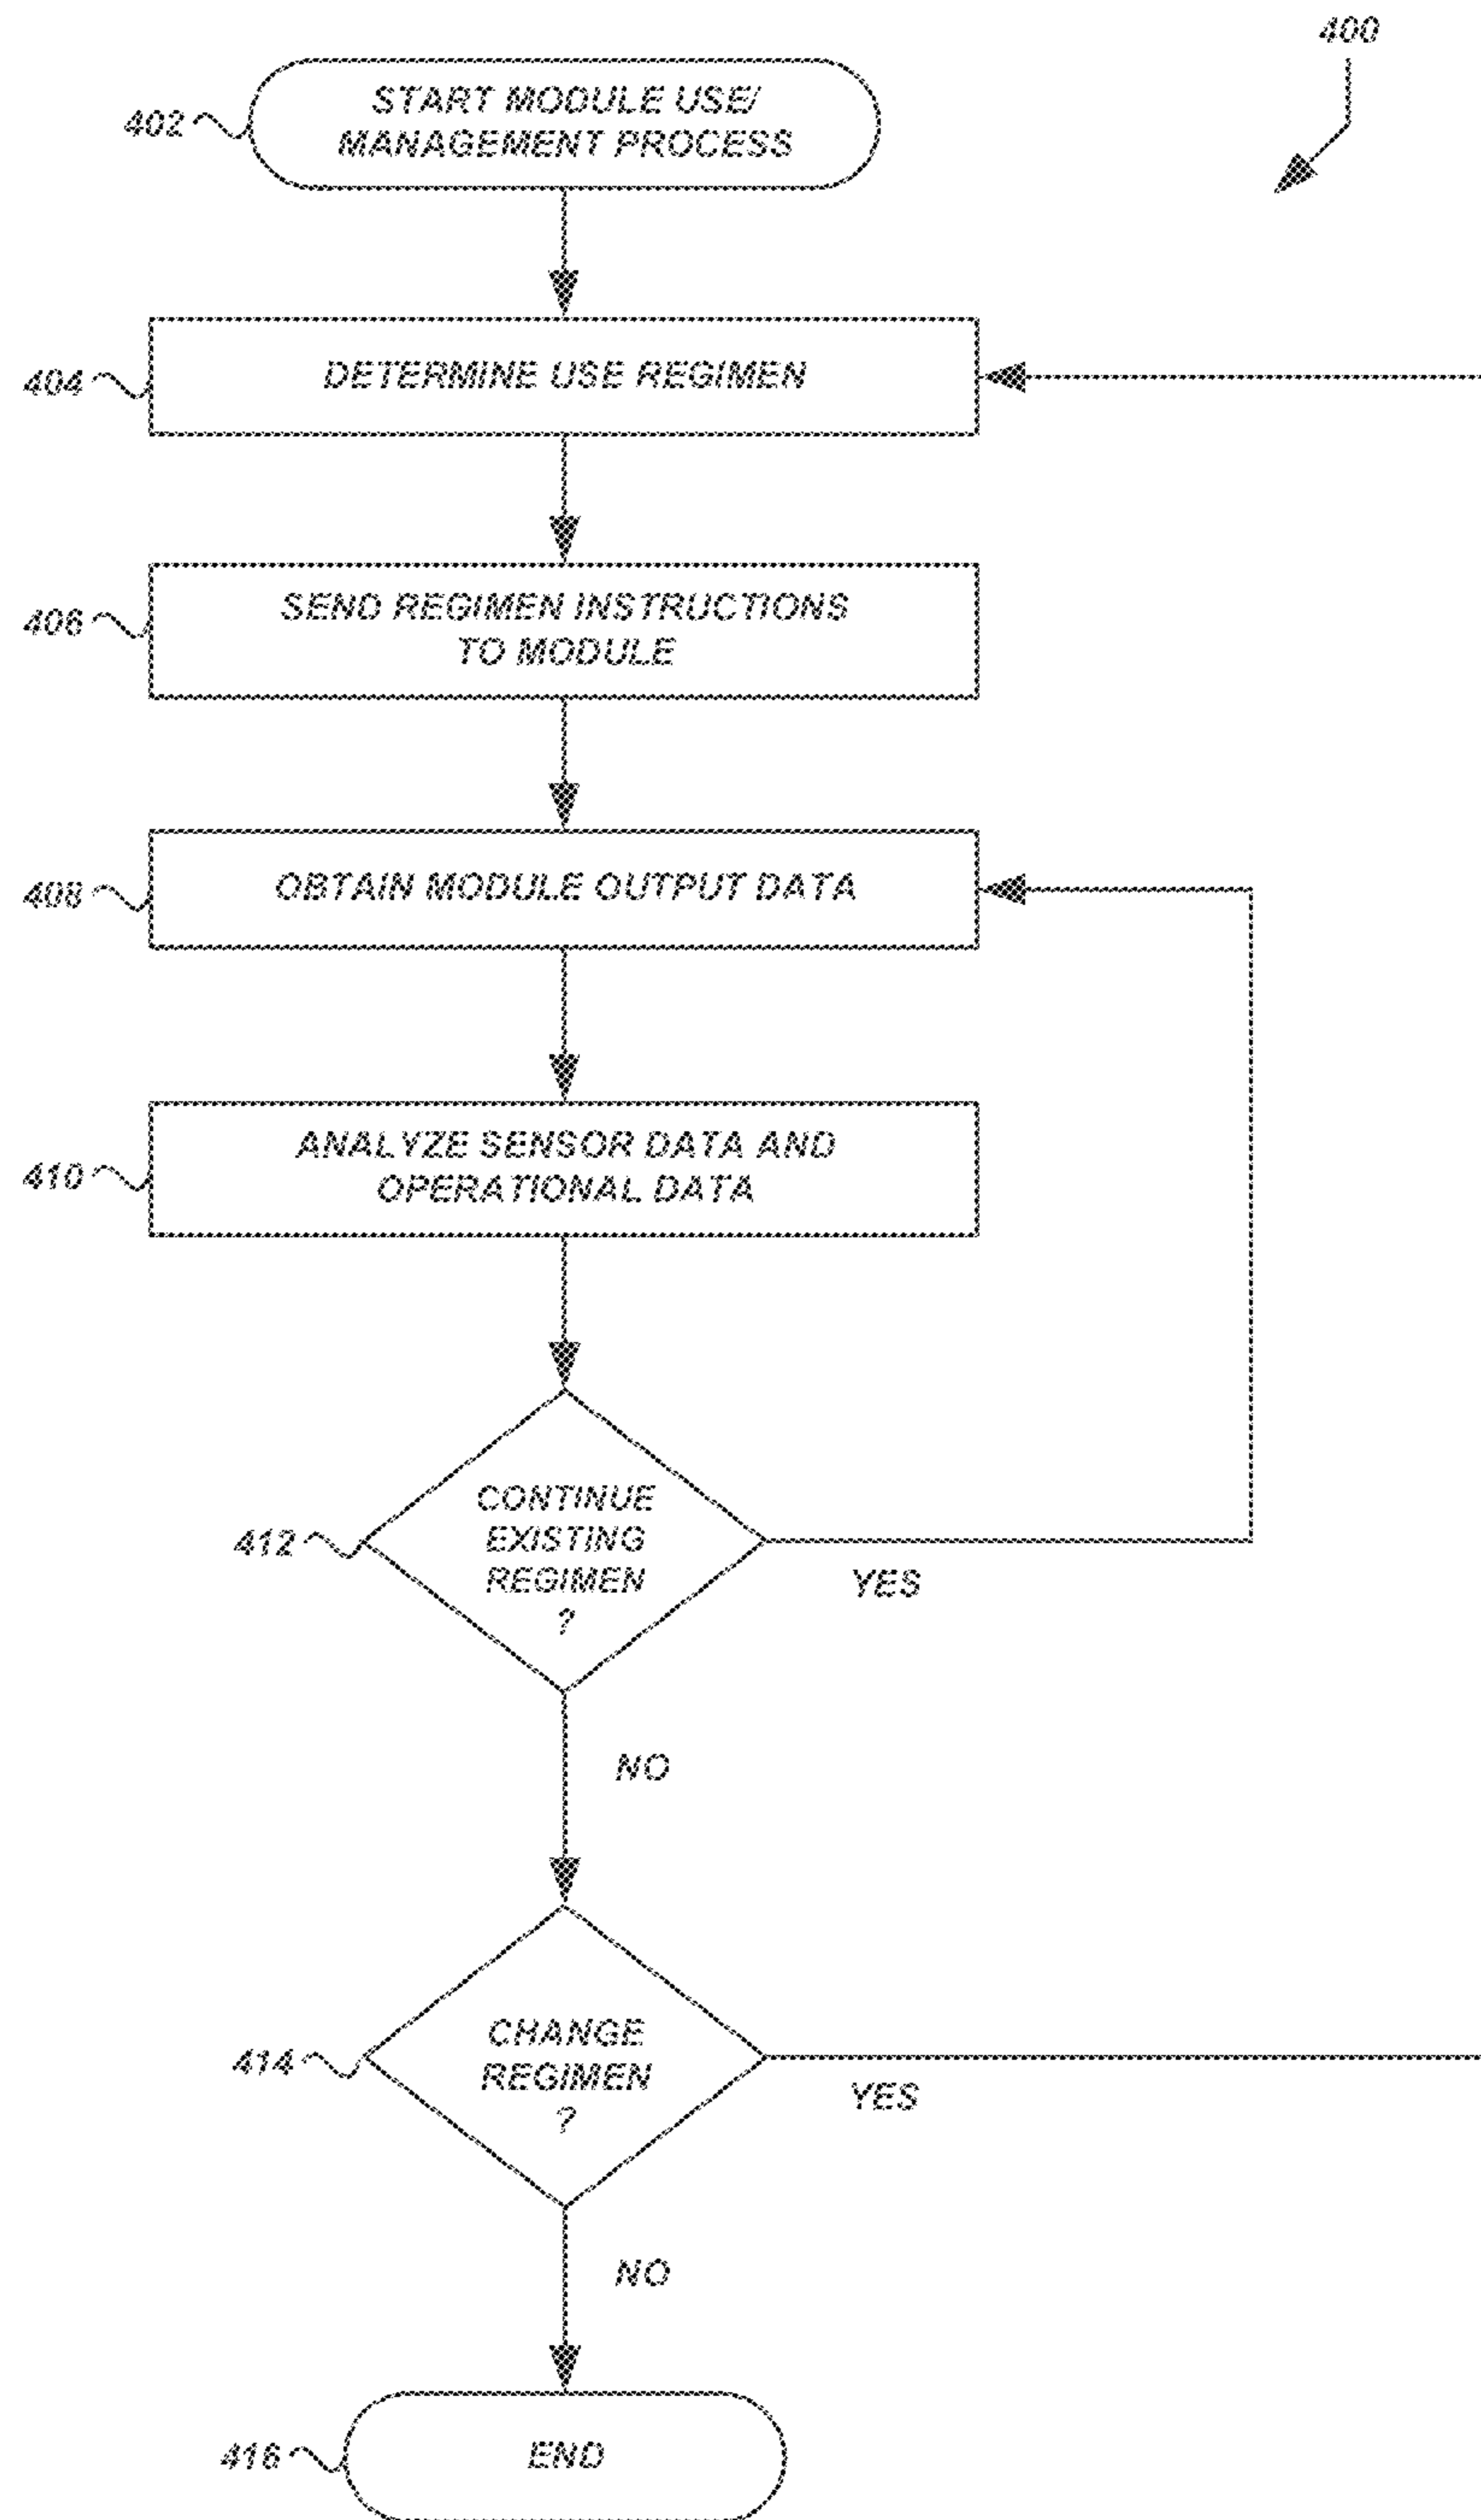 400
402
START MODULE USE/
MANAGEMENT PROCESS
404
DETERMINE USE REGIMEN
406
SEND REGIMEN INSTRUCTIONS
TO MODULE
408
OBTAIN MODULE OUTPUT DATA
410
ANALYZE SENSOR DATA AND
OPERATIONAL DATA
412
CONTINUE
EXISTING
REGIMEN
?
YES
NO
414
CHANGE
REGIMEN
?
YES
NO
416
END